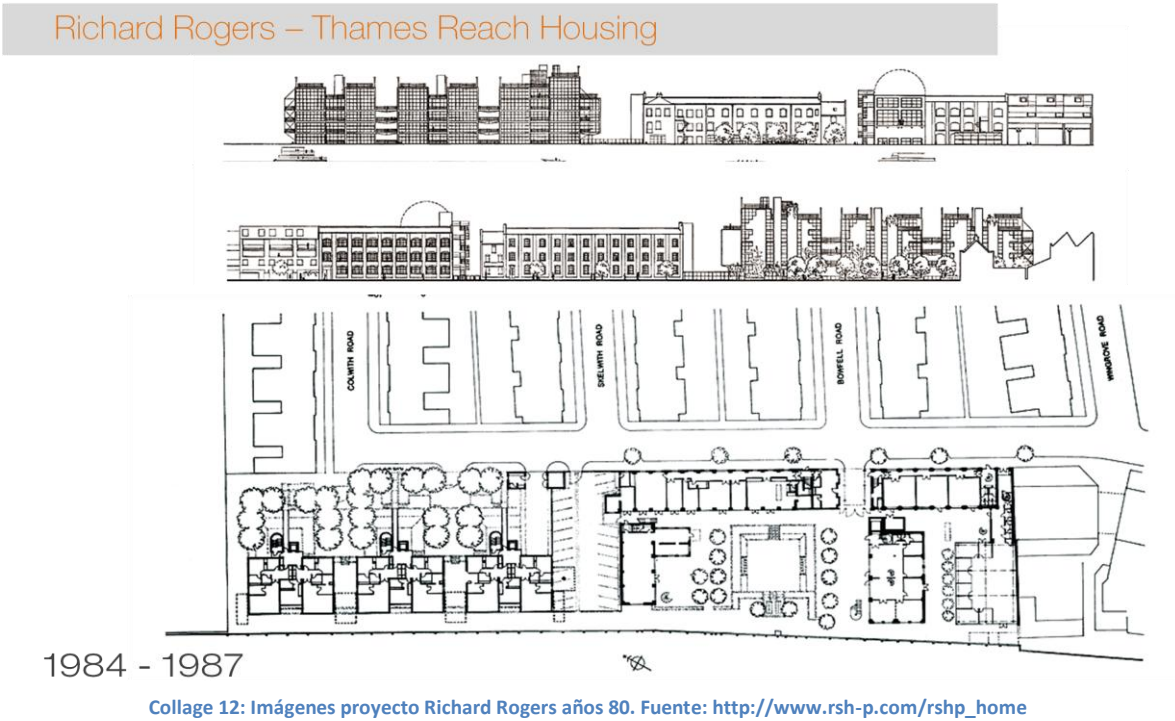 Richard Rogers – Thames Reach Housing
COLWITH ROAD
SKELWITH ROAD
BOWFELL ROAD
WINGROVE ROAD
1984 - 1987
Collage 12: Imágenes proyecto Richard Rogers años 80. Fuente: http://www.rsh-p.com/rshp_home